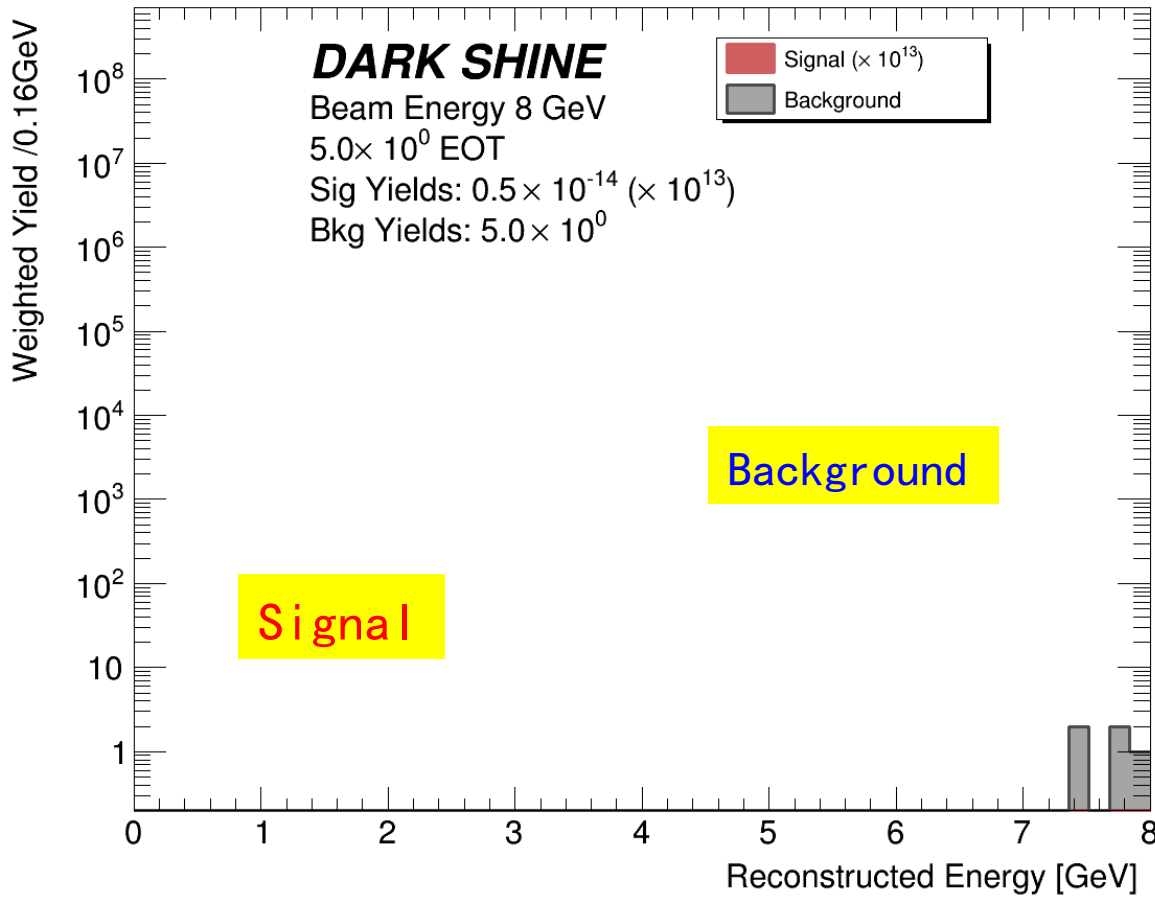 Weighted Yield /0.16GeV
DARK SHINE
Beam Energy 8 GeV
5.0× 10⁰ EOT
Sig Yields: 0.5 × 10⁻¹⁴ (× 10¹³)
Bkg Yields: 5.0 × 10⁰
Signal (× 10¹³)
Background
10⁸
10⁷
10⁶
10⁵
10⁴
10³
10²
10
1
Background
Signal
0 1 2 3 4 5 6 7 8
Reconstructed Energy [GeV]